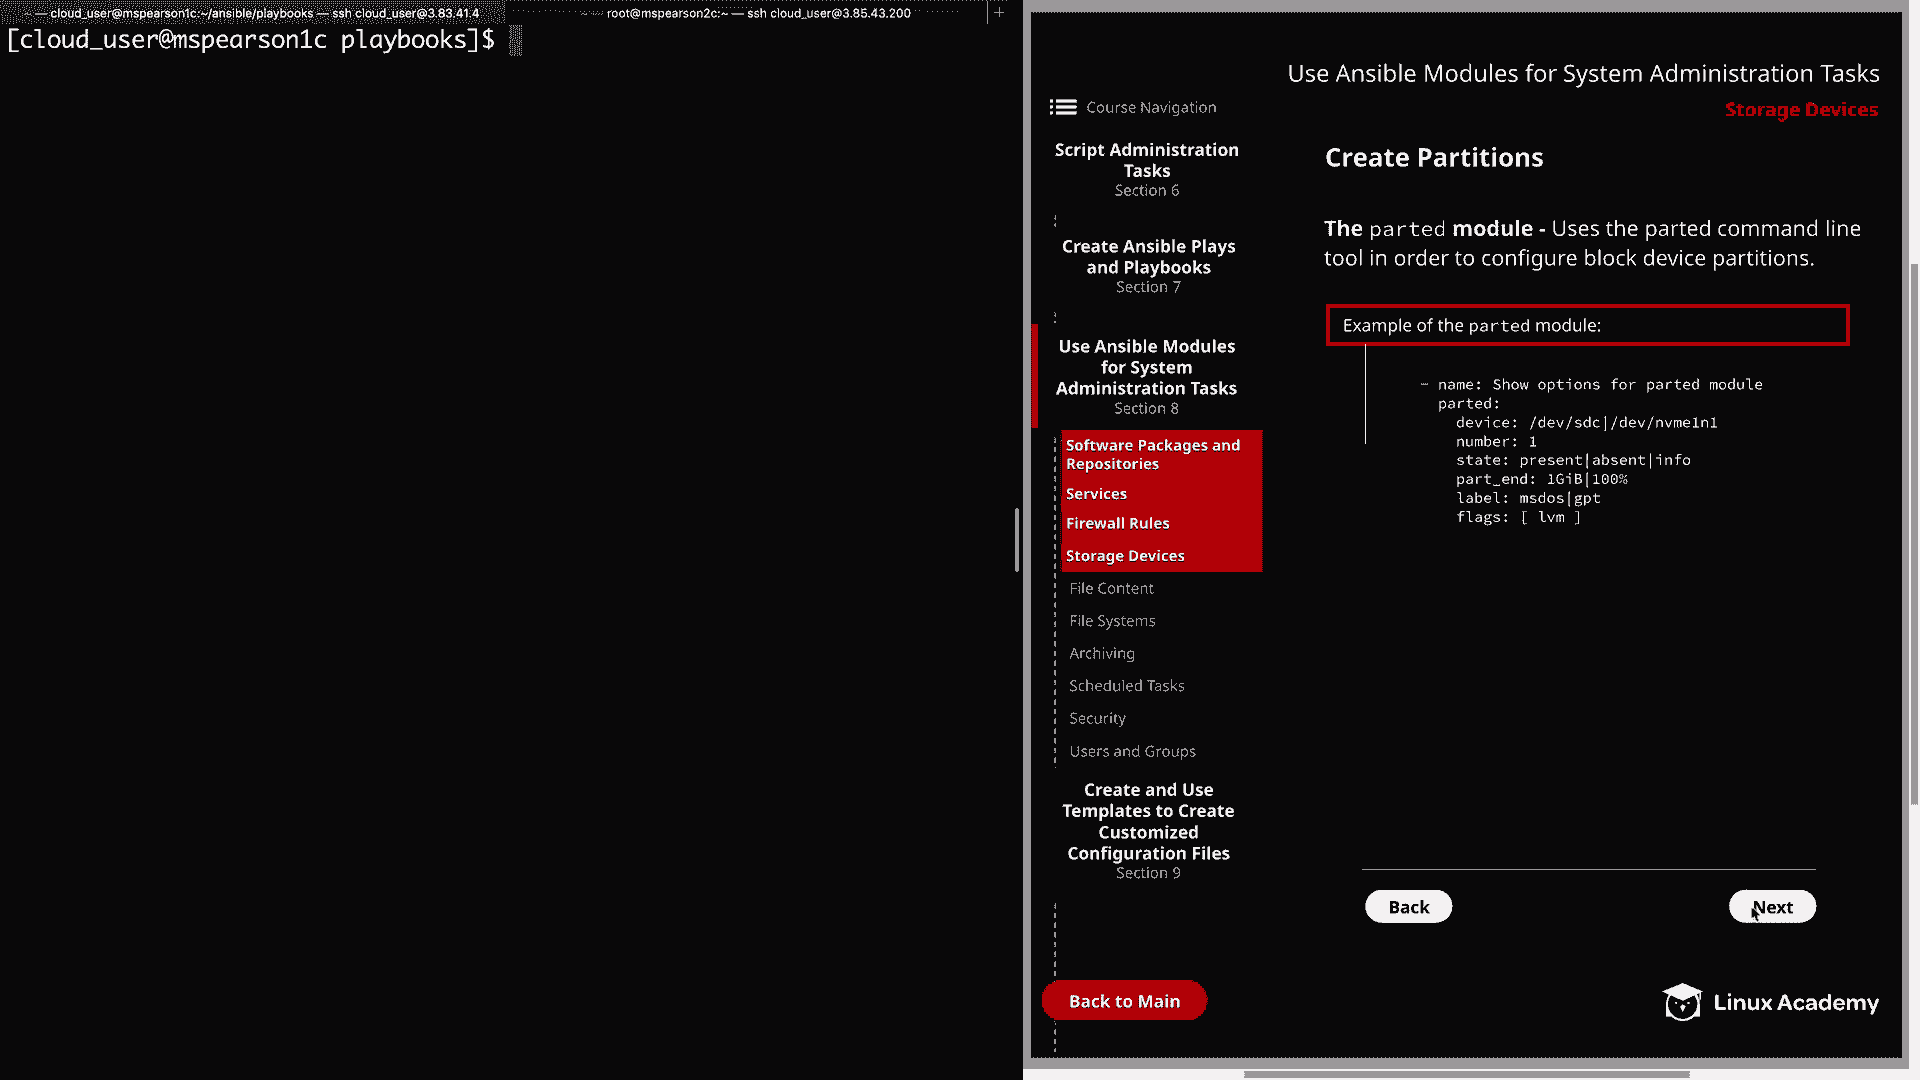 — cloud_user@mspearson1c:~/ansible/playbooks — ssh cloud_user@3.83.41.4
root@mspearson2c:~ — ssh cloud_user@3.85.43.200
+
[cloud_user@mspearson1c playbooks]$
Use Ansible Modules for System Administration Tasks
Storage Devices
Course Navigation
Script Administration
Tasks
Section 6
Create Ansible Plays
and Playbooks
Section 7
Use Ansible Modules
for System
Administration Tasks
Section 8
Software Packages and
Repositories
Services
Firewall Rules
Storage Devices
File Content
File Systems
Archiving
Scheduled Tasks
Security
Users and Groups
Create and Use
Templates to Create
Customized
Configuration Files
Section 9
Back to Main
Create Partitions
The parted module - Uses the parted command line
tool in order to configure block device partitions.
Example of the parted module:
- name: Show options for parted module
parted:
device: /dev/sdc|/dev/nvme1n1
number: 1
state: present|absent|info
part_end: 1GiB|100%
label: msdos|gpt
flags: [ lvm ]
Back
Next
Linux Academy